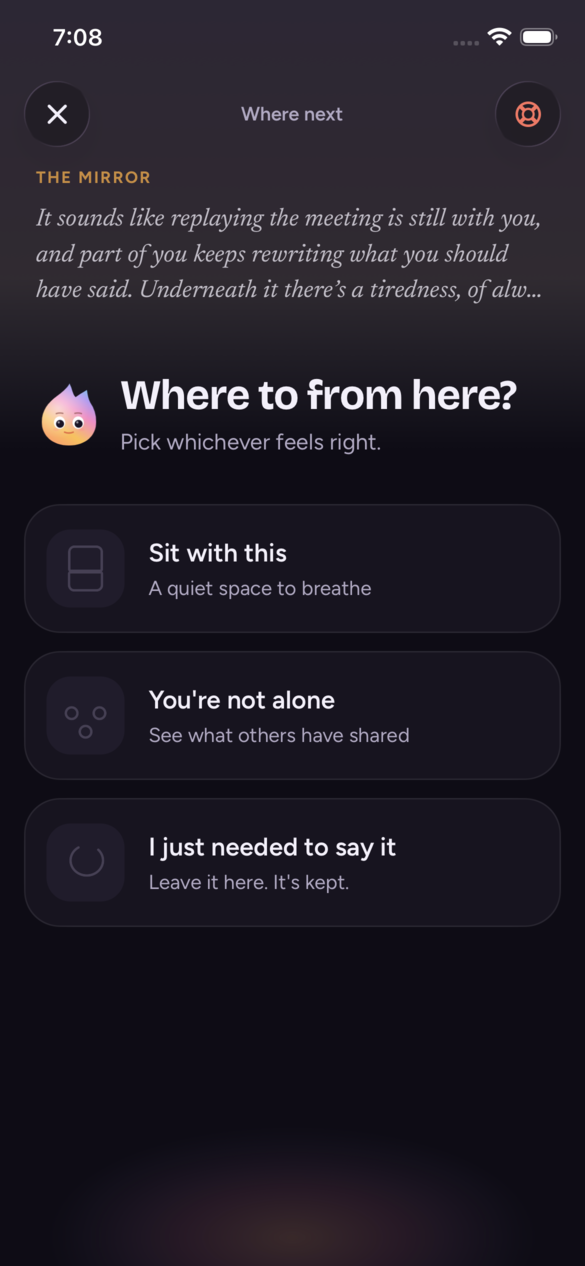 7:08
Where next
THE MIRROR
It sounds like replaying the meeting is still with you,
and part of you keeps rewriting what you should
have said. Underneath it there’s a tiredness, of alw...
Where to from here?
Pick whichever feels right.
Sit with this
A quiet space to breathe
You're not alone
See what others have shared
I just needed to say it
Leave it here. It's kept.